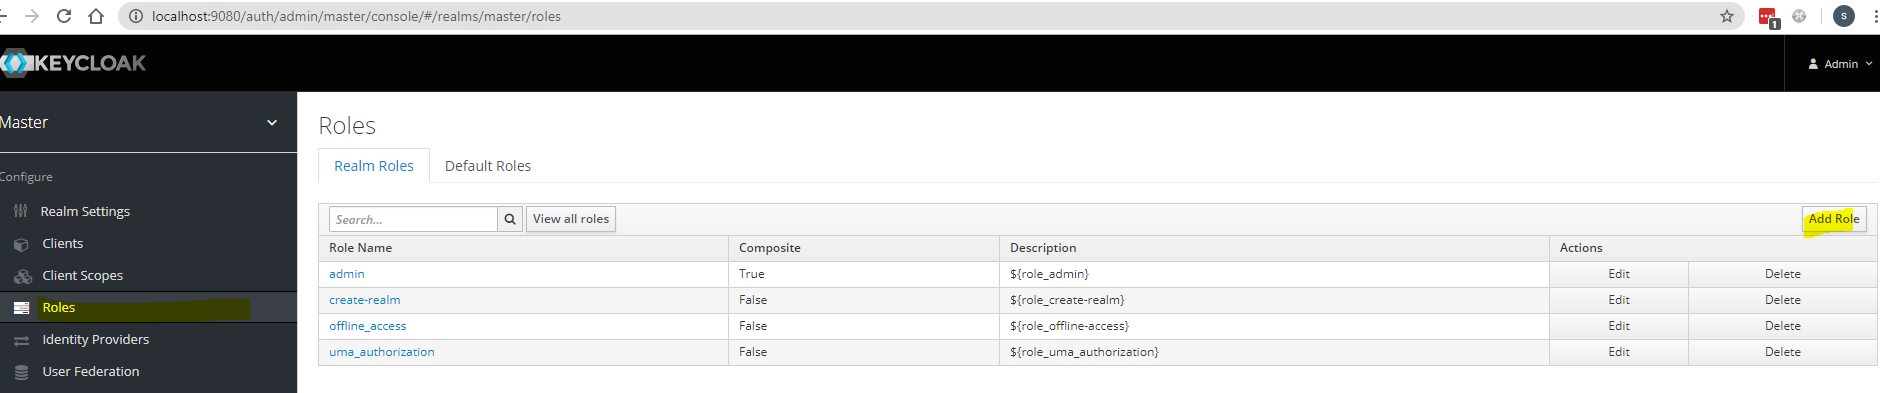 localhost:9080/auth/admin/master/console/#/realms/master/roles
1
S
KEYCLOAK
Admin
Master
Configure
Realm Settings
Clients
Client Scopes
Roles
Identity Providers
User Federation
Roles
Realm Roles Default Roles
Search... View all roles Add Role
Role Name Composite Description Actions
admin True ${role_admin} Edit Delete
create-realm False ${role_create-realm} Edit Delete
offline_access False ${role_offline-access} Edit Delete
uma_authorization False ${role_uma_authorization} Edit Delete